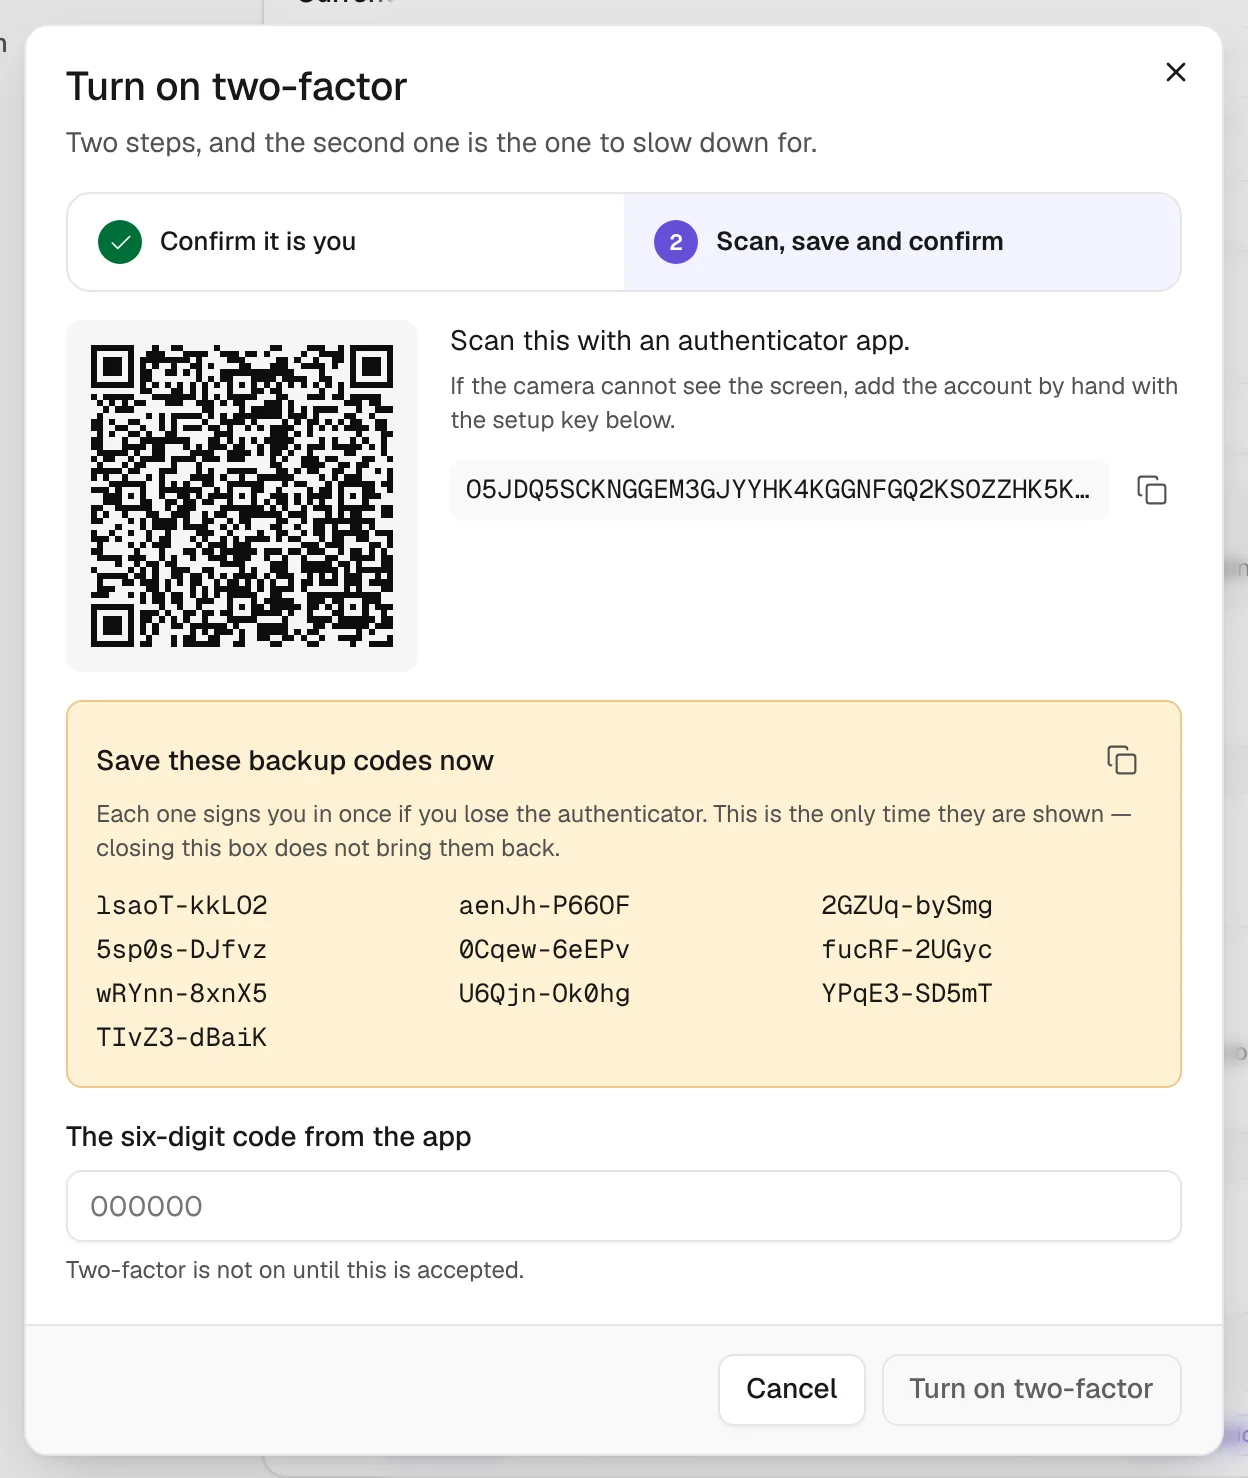 Turn on two-factor
Two steps, and the second one is the one to slow down for.
Confirm it is you
2 Scan, save and confirm
Scan this with an authenticator app.
If the camera cannot see the screen, add the account by hand with
the setup key below.
O5JDQ5SCKNGGEM3GJYYHK4KGGNFGQ2KSOZZHK5K…
Save these backup codes now
Each one signs you in once if you lose the authenticator. This is the only time they are shown —
closing this box does not bring them back.
lsaoT-kkLO2 aenJh-P66OF 2GZUq-bySmg
5sp0s-DJfvz 0Cqew-6eEPv fucRF-2UGyc
wRYnn-8xnX5 U6Qjn-Ok0hg YPqE3-SD5mT
TIvZ3-dBaiK
The six-digit code from the app
000000
Two-factor is not on until this is accepted.
Cancel Turn on two-factor